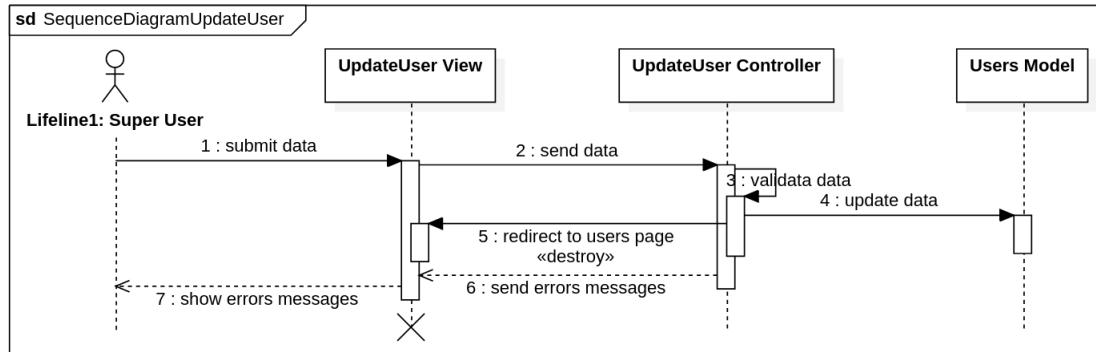 sd SequenceDiagramUpdateUser
UpdateUser View
UpdateUser Controller
Users Model
Lifeline1: Super User
1 : submit data
2 : send data
3 : validata data
4 : update data
5 : redirect to users page
«destroy»
6 : send errors messages
7 : show errors messages